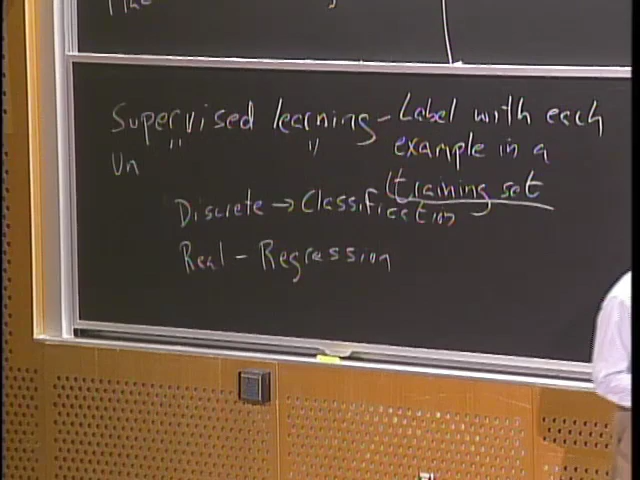 Supervised learning - Label with each
example in a
training set
Un " "
Discrete → Classification
Real - Regression